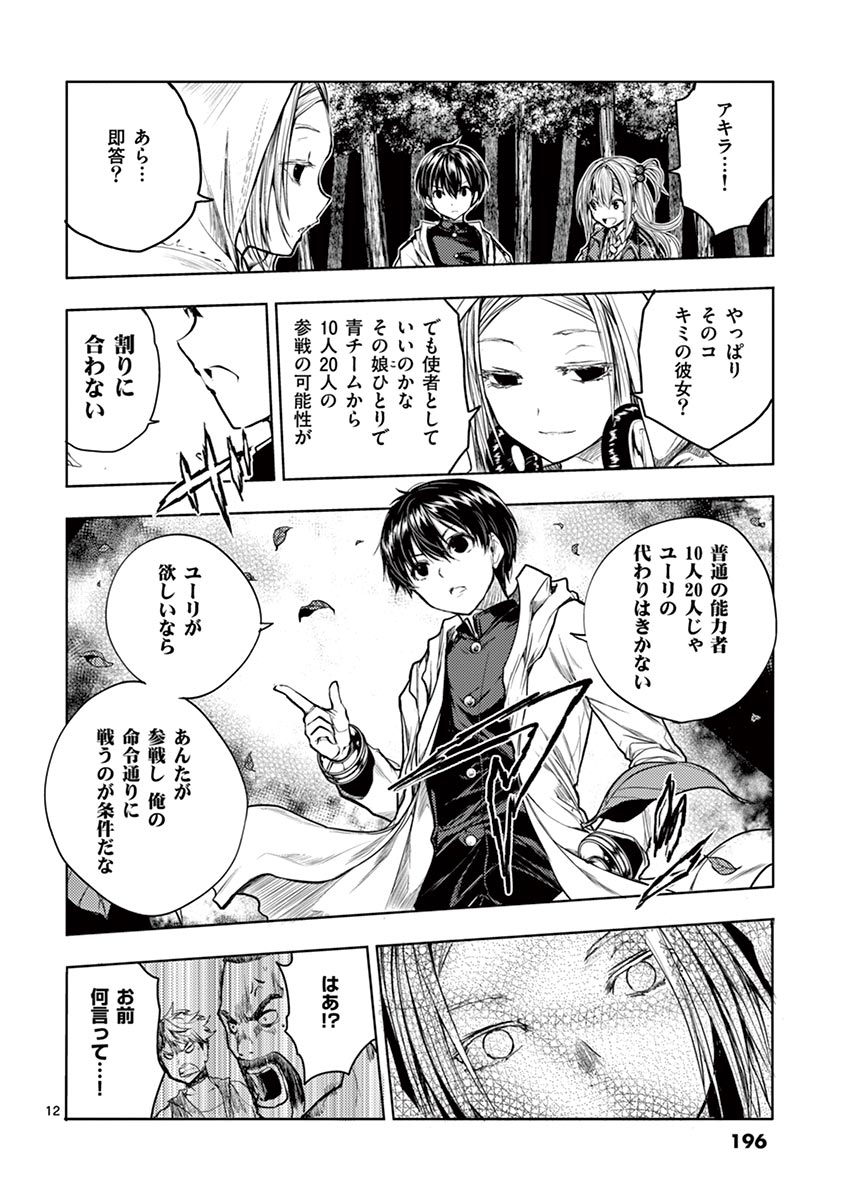 アキラ…！
あら…
即答？
やっぱり
そのコ
キミの彼女？
でも使者として
いいのかな
その娘ひとりで
こ
青チームから
10人20人の
参戦の可能性が
割りに
合わない
普通の能力者
10人20人じゃ
ユーリの
代わりはきかない
ユーリが
欲しいなら
あんたが
参戦し 俺の
命令通りに
戦うのが条件だな
はあ!?
お前
何言って…！
12
196